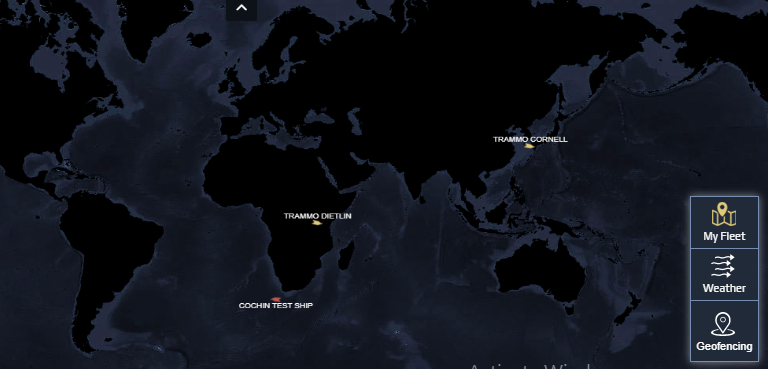 TRAMMO CORNELL
TRAMMO DIETLIN
My Fleet
Weather
COCHIN TEST SHIP
Geofencing